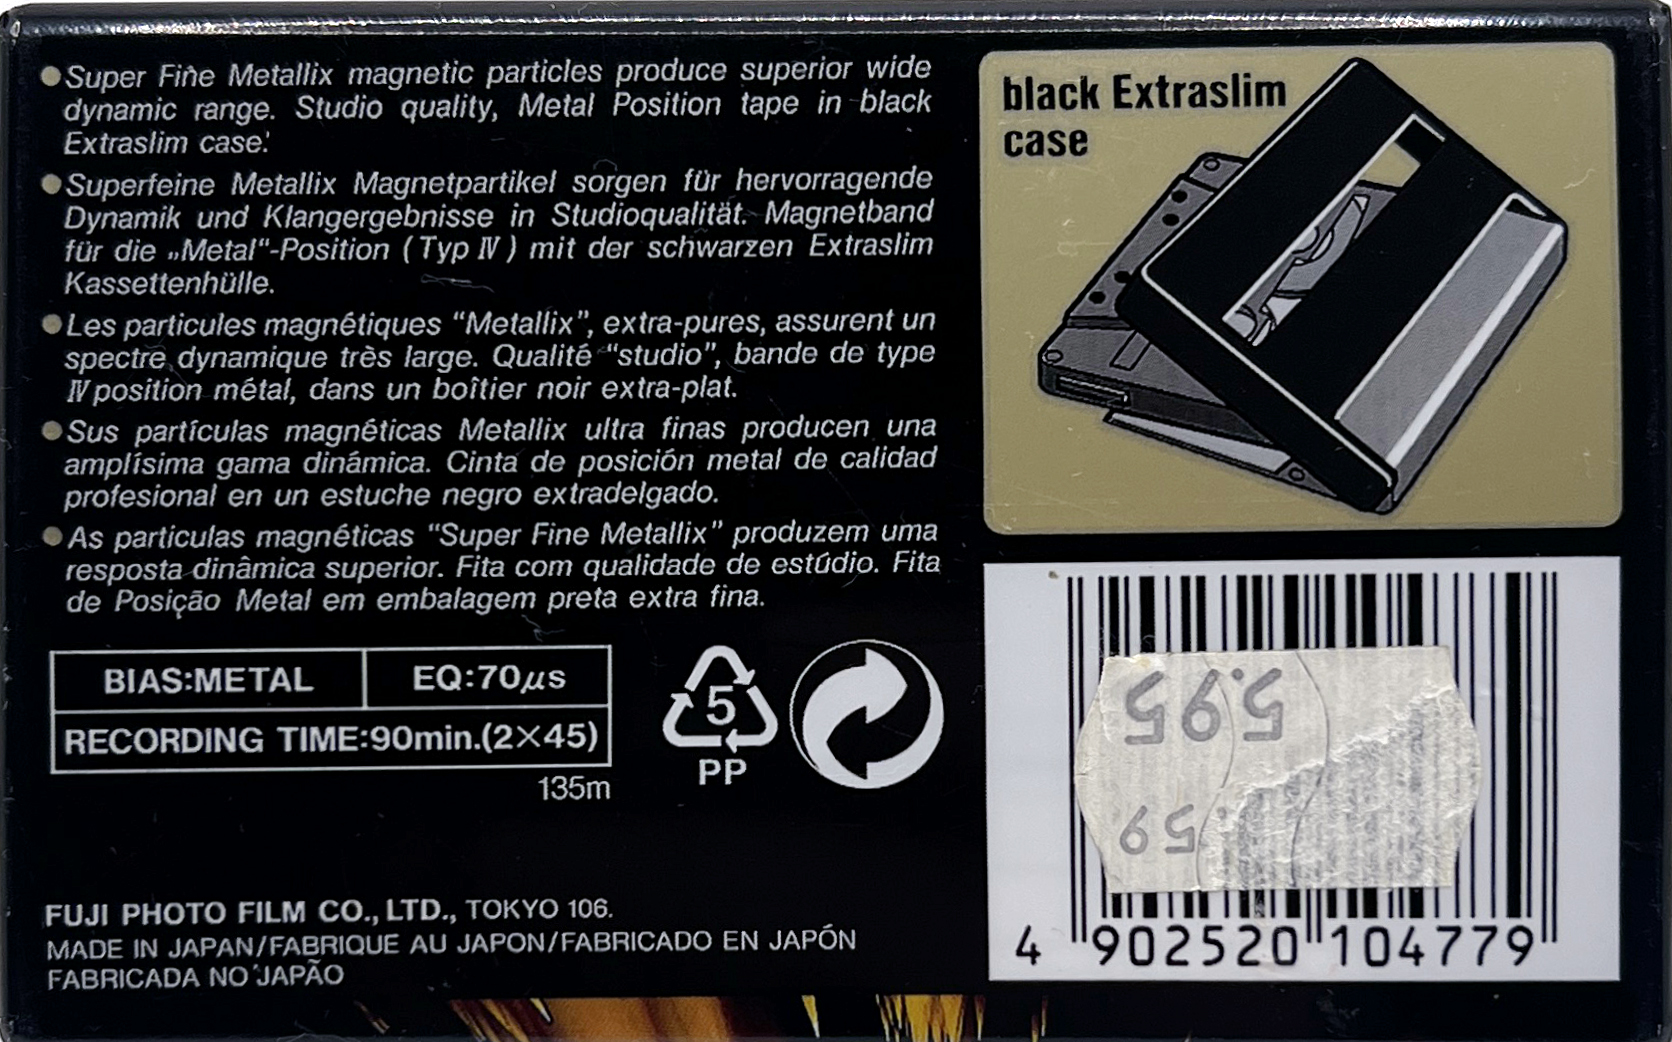 ●Super Fine Metallix magnetic particles produce superior wide
dynamic range. Studio quality, Metal Position tape in black
Extraslim case.
●Superfeine Metallix Magnetpartikel sorgen für hervorragende
Dynamik und Klangergebnisse in Studioqualität. Magnetband
für die „Metal“-Position (Typ IV) mit der schwarzen Extraslim
Kassettenhülle.
●Les particules magnétiques “Metallix”, extra-pures, assurent un
spectre dynamique très large. Qualité “studio”, bande de type
IV position métal, dans un boîtier noir extra-plat.
●Sus partículas magnéticas Metallix ultra finas producen una
amplísima gama dinámica. Cinta de posición metal de calidad
profesional en un estuche negro extradelgado.
●As particulas magnéticas “Super Fine Metallix” produzem uma
resposta dinâmica superior. Fita com qualidade de estúdio. Fita
de Posição Metal em embalagem preta extra fina.
BIAS:METAL EQ:70μs
RECORDING TIME:90min.(2×45)
135m
5
PP
FUJI PHOTO FILM CO., LTD., TOKYO 106.
MADE IN JAPAN/FABRIQUE AU JAPON/FABRICADO EN JAPÓN
FABRICADA NO JAPÃO
black Extraslim
case
5.95
4 902520 104779